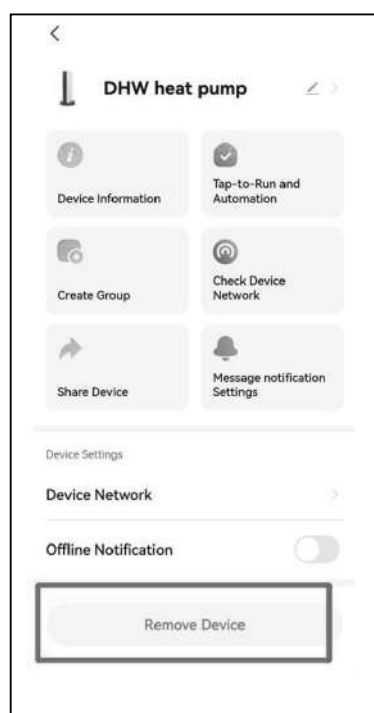 DHW heat pump
Device Information
Tap-to-Run and
Automation
Create Group
Check Device
Network
Share Device
Message notification
Settings
Device Settings
Device Network
Offline Notification
Remove Device